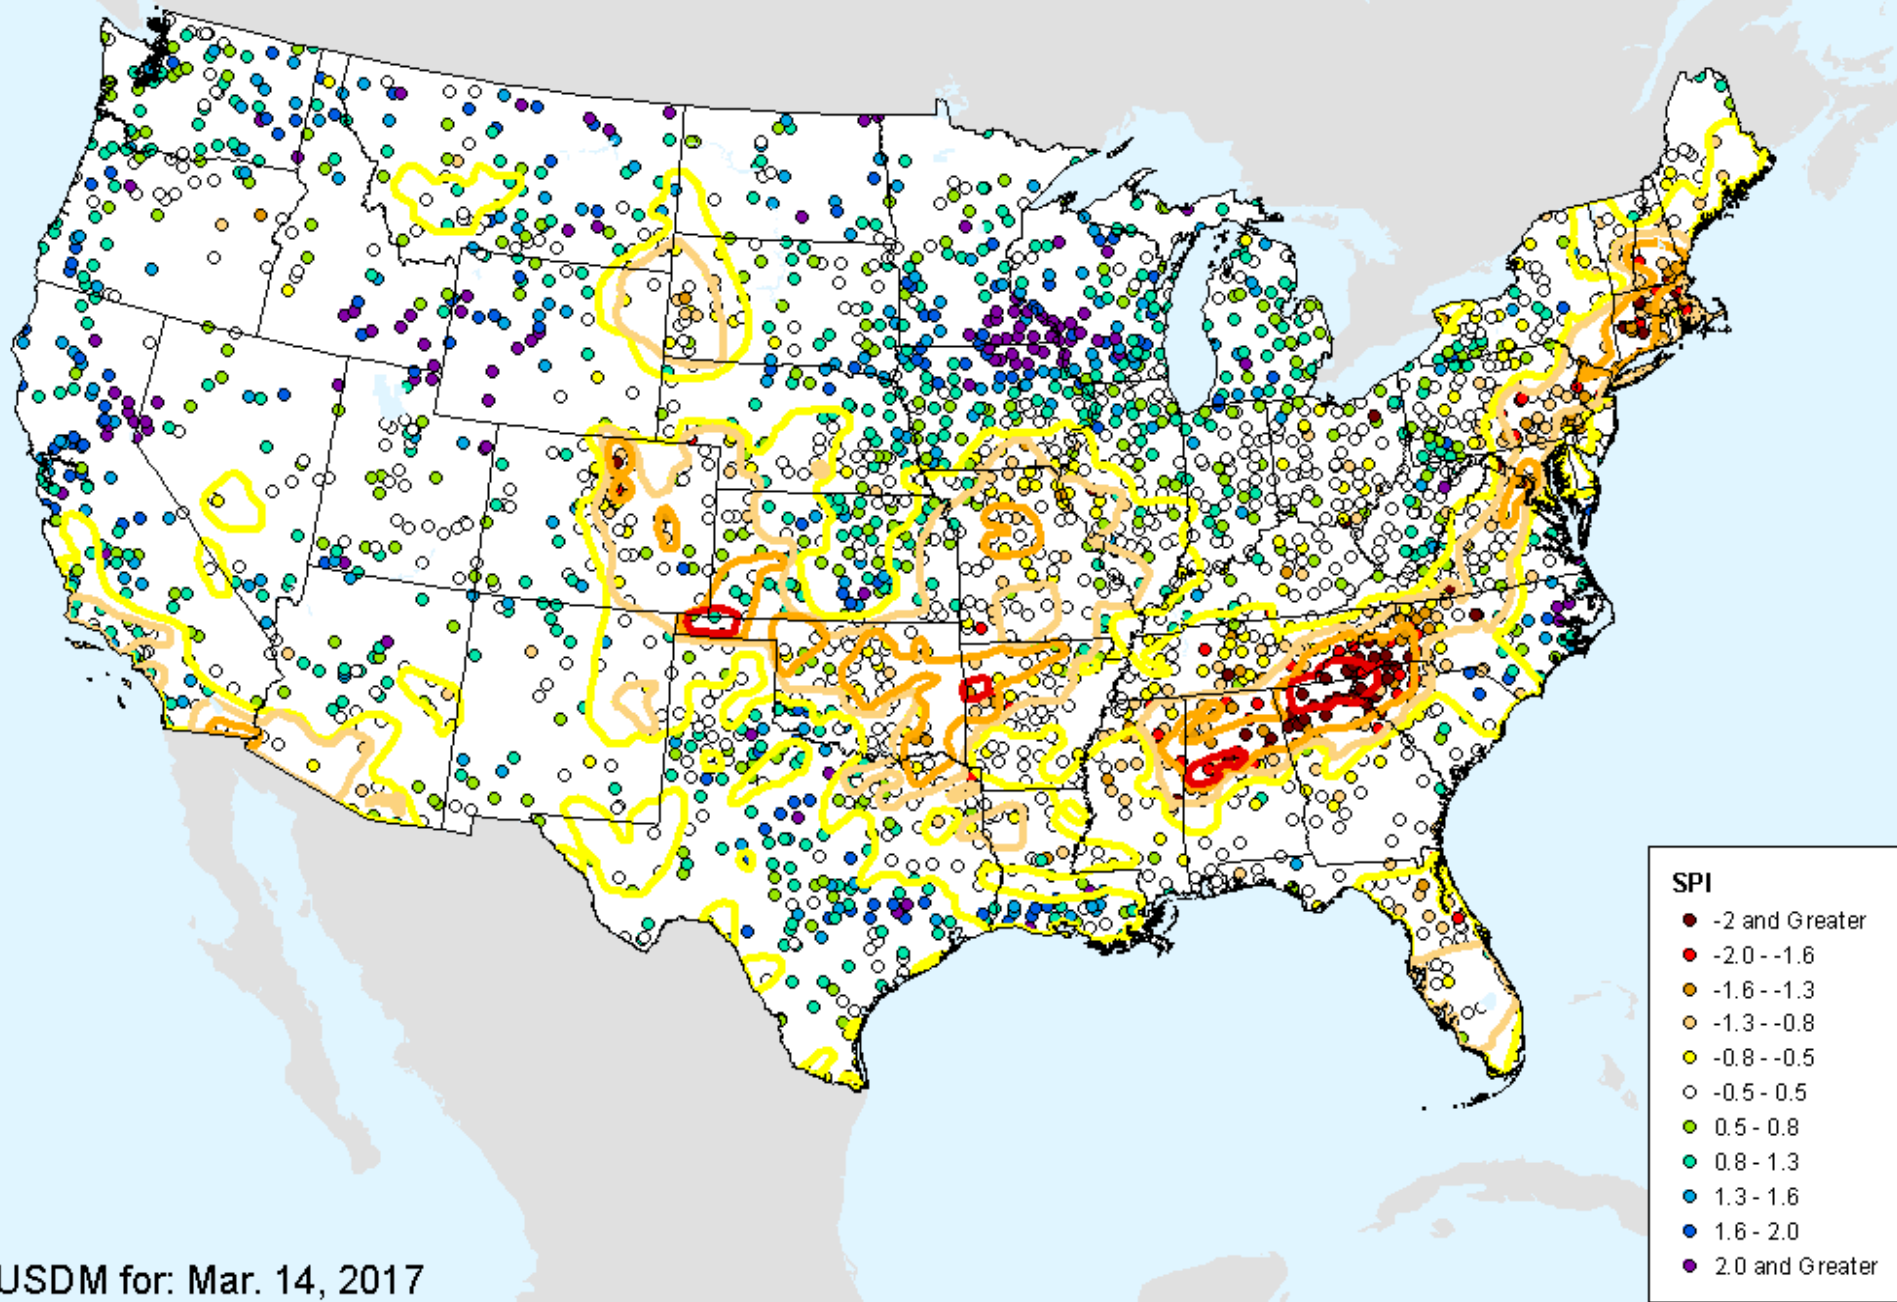 SPI
-2 and Greater
-2.0 - -1.6
-1.6 - -1.3
-1.3 - -0.8
-0.8 - -0.5
-0.5 - 0.5
0.5 - 0.8
0.8 - 1.3
1.3 - 1.6
1.6 - 2.0
2.0 and Greater
USDM for: Mar. 14, 2017